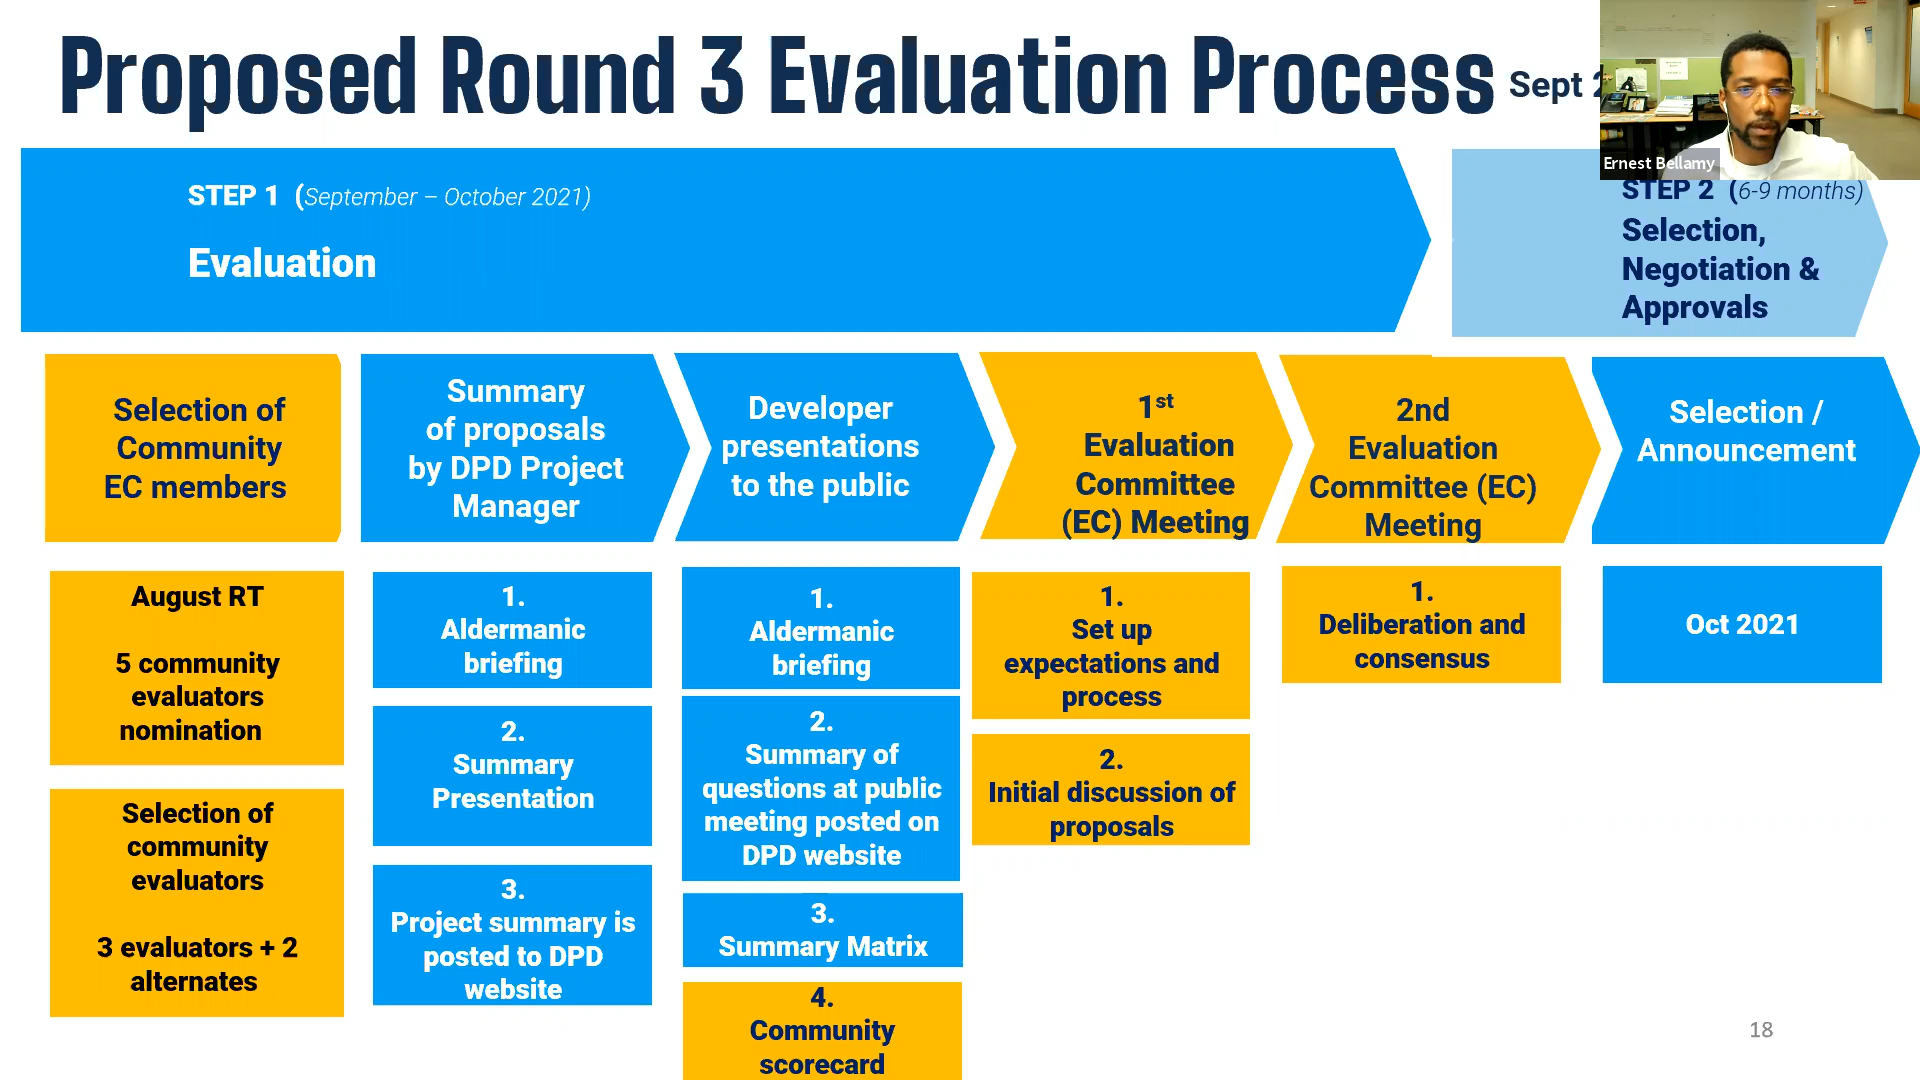 Proposed Round 3 Evaluation Process Sept
Ernest Bellamy
STEP 1 (September – October 2021)
Evaluation
STEP 2 (6-9 months)
Selection,
Negotiation &
Approvals
Selection of
Community
EC members
Summary
of proposals
by DPD Project
Manager
Developer
presentations
to the public
1st
Evaluation
Committee
(EC) Meeting
2nd
Evaluation
Committee (EC)
Meeting
Selection /
Announcement
August RT
5 community
evaluators
nomination
Selection of
community
evaluators
3 evaluators + 2
alternates
1.
Aldermanic
briefing
2.
Summary
Presentation
3.
Project summary is
posted to DPD
website
1.
Aldermanic
briefing
2.
Summary of
questions at public
meeting posted on
DPD website
3.
Summary Matrix
4.
Community
scorecard
1.
Set up
expectations and
process
2.
Initial discussion of
proposals
1.
Deliberation and
consensus
Oct 2021
18